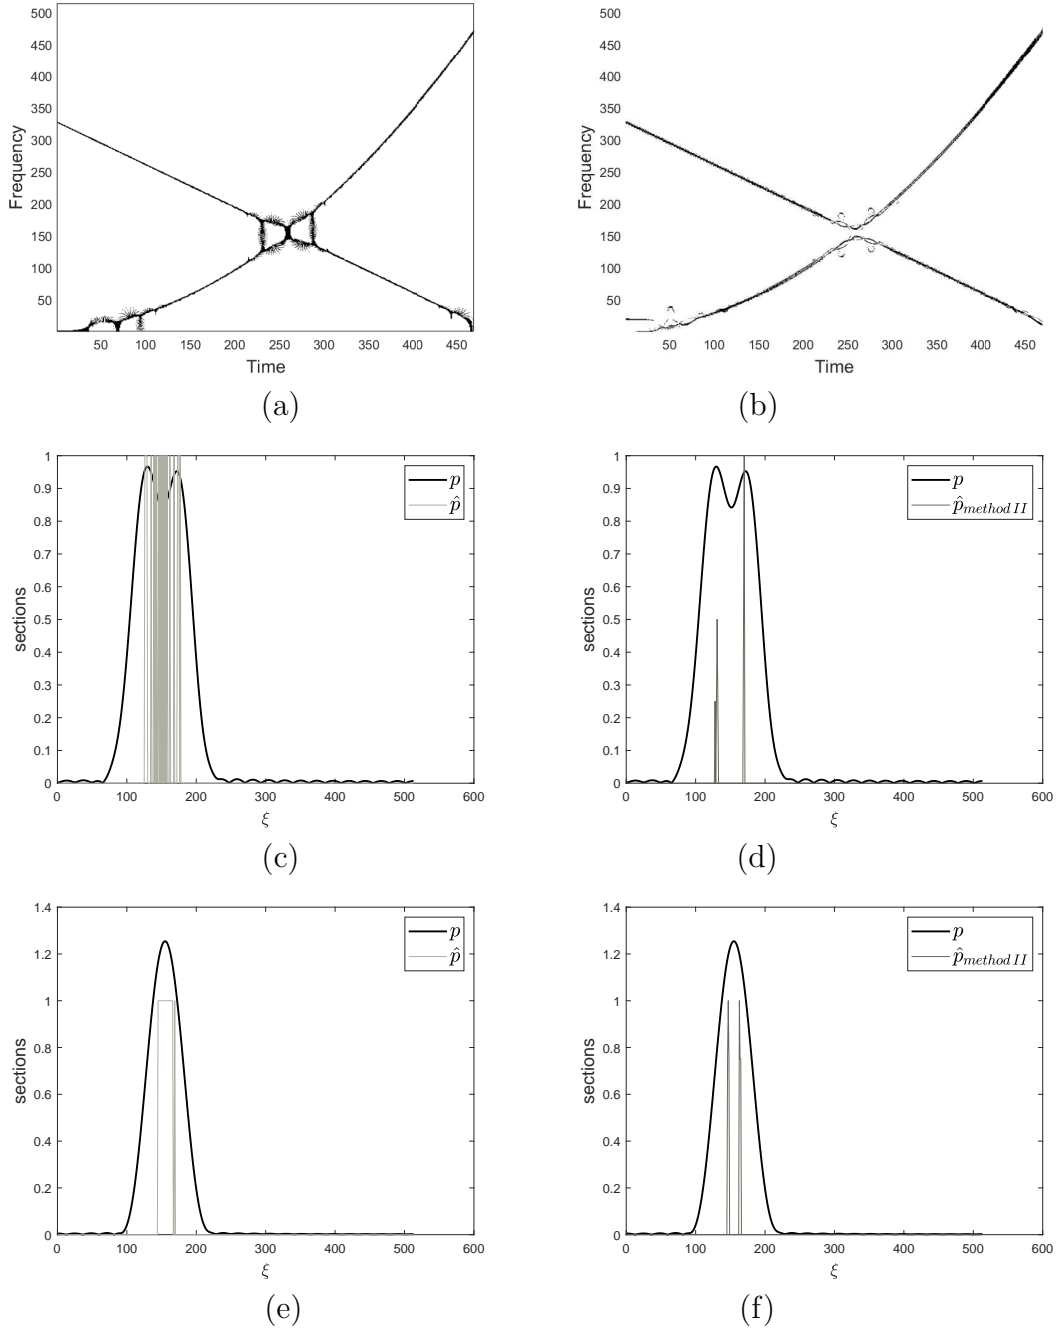 500
450
400
350
300
250
200
150
100
50
Frequency
50 100 150 200 250 300 350 400 450
Time
(a)
500
450
400
350
300
250
200
150
100
50
Frequency
50 100 150 200 250 300 350 400 450
Time
(b)
1
0.9
0.8
0.7
0.6
0.5
0.4
0.3
0.2
0.1
0
sections
p
p̂
0 100 200 300 400 500 600
ξ
(c)
1
0.9
0.8
0.7
0.6
0.5
0.4
0.3
0.2
0.1
0
sections
p
p̂ method II
0 100 200 300 400 500 600
ξ
(d)
1.4
1.2
1
0.8
0.6
0.4
0.2
0
sections
p
p̂
0 100 200 300 400 500 600
ξ
(e)
1.4
1.2
1
0.8
0.6
0.4
0.2
0
sections
p
p̂ method II
0 100 200 300 400 500 600
ξ
(f)